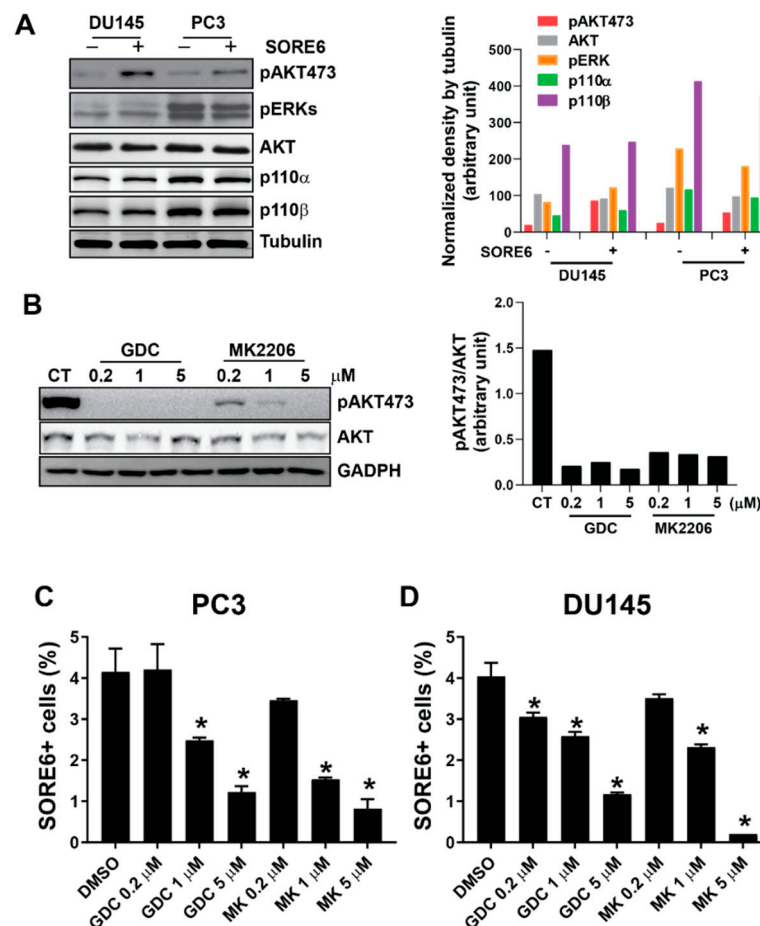 A
DU145 PC3
− + − + SORE6
pAKT473
pERKs
AKT
p110α
p110β
Tubulin
pAKT473
AKT
pERK
p110α
p110β
Normalized density by tubulin
(arbitrary unit)
500
400
300
200
100
0
SORE6 - + - +
DU145 PC3
B
GDC MK2206
CT 0.2 1 5 0.2 1 5 μM
pAKT473
AKT
GADPH
pAKT473/AKT
(arbitrary unit)
2.0
1.5
1.0
0.5
0.0
CT 0.2 1 5 0.2 1 5 (μM)
GDC MK2206
C PC3
SORE6+ cells (%)
5
4
3
2
1
0
* * * *
DMSO
GDC 0.2 μM
GDC 1 μM
GDC 5 μM
MK 0.2 μM
MK 1 μM
MK 5 μM
D DU145
SORE6+ cells (%)
5
4
3
2
1
0
* * * * *
DMSO
GDC 0.2 μM
GDC 1 μM
GDC 5 μM
MK 0.2 μM
MK 1 μM
MK 5 μM